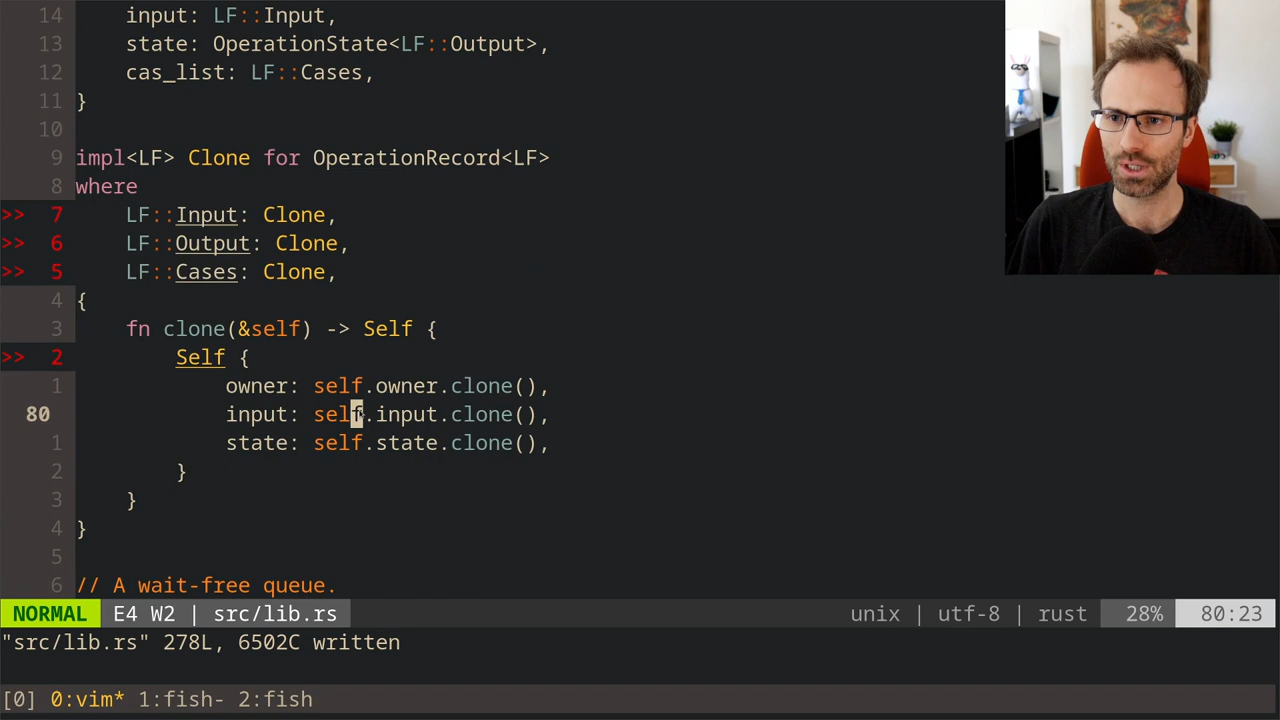 14 input: LF::Input,
13 state: OperationState<LF::Output>,
12 cas_list: LF::Cases,
11 }
10
9 impl<LF> Clone for OperationRecord<LF>
8 where
>> 7 LF::Input: Clone,
>> 6 LF::Output: Clone,
>> 5 LF::Cases: Clone,
4 {
3 fn clone(&self) -> Self {
>> 2 Self {
1 owner: self.owner.clone(),
80 input: self.input.clone(),
1 state: self.state.clone(),
2 }
3 }
4 }
5
6 // A wait-free queue.
NORMAL E4 W2 | src/lib.rs unix | utf-8 | rust 28% 80:23
"src/lib.rs" 278L, 6502C written
[0] 0:vim* 1:fish- 2:fish